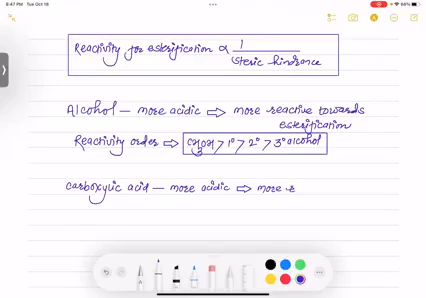 8:47 PM Tue Oct 18
66%
Reactivity for esterification ∝ 1 / steric hindrance
Alcohol – more acidic ⇒ more reactive towards
esterification
Reactivity order ⇒ CH3OH > 1° > 2° > 3° alcohol
Carboxylic acid – more acidic ⇒ more